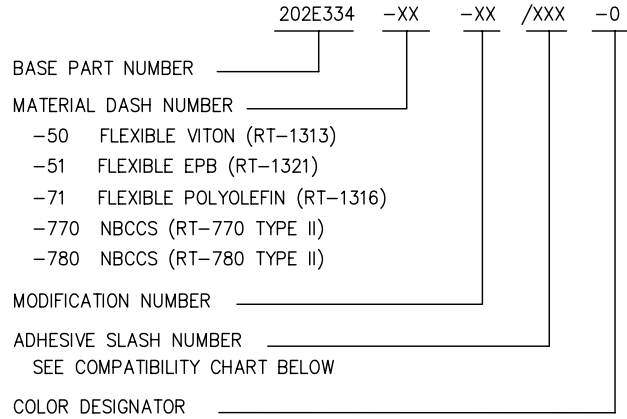 202E334 -XX -XX /XXX -0
BASE PART NUMBER
MATERIAL DASH NUMBER
-50 FLEXIBLE VITON (RT-1313)
-51 FLEXIBLE EPB (RT-1321)
-71 FLEXIBLE POLYOLEFIN (RT-1316)
-770 NBCCS (RT-770 TYPE II)
-780 NBCCS (RT-780 TYPE II)
MODIFICATION NUMBER
ADHESIVE SLASH NUMBER
SEE COMPATIBILITY CHART BELOW
COLOR DESIGNATOR